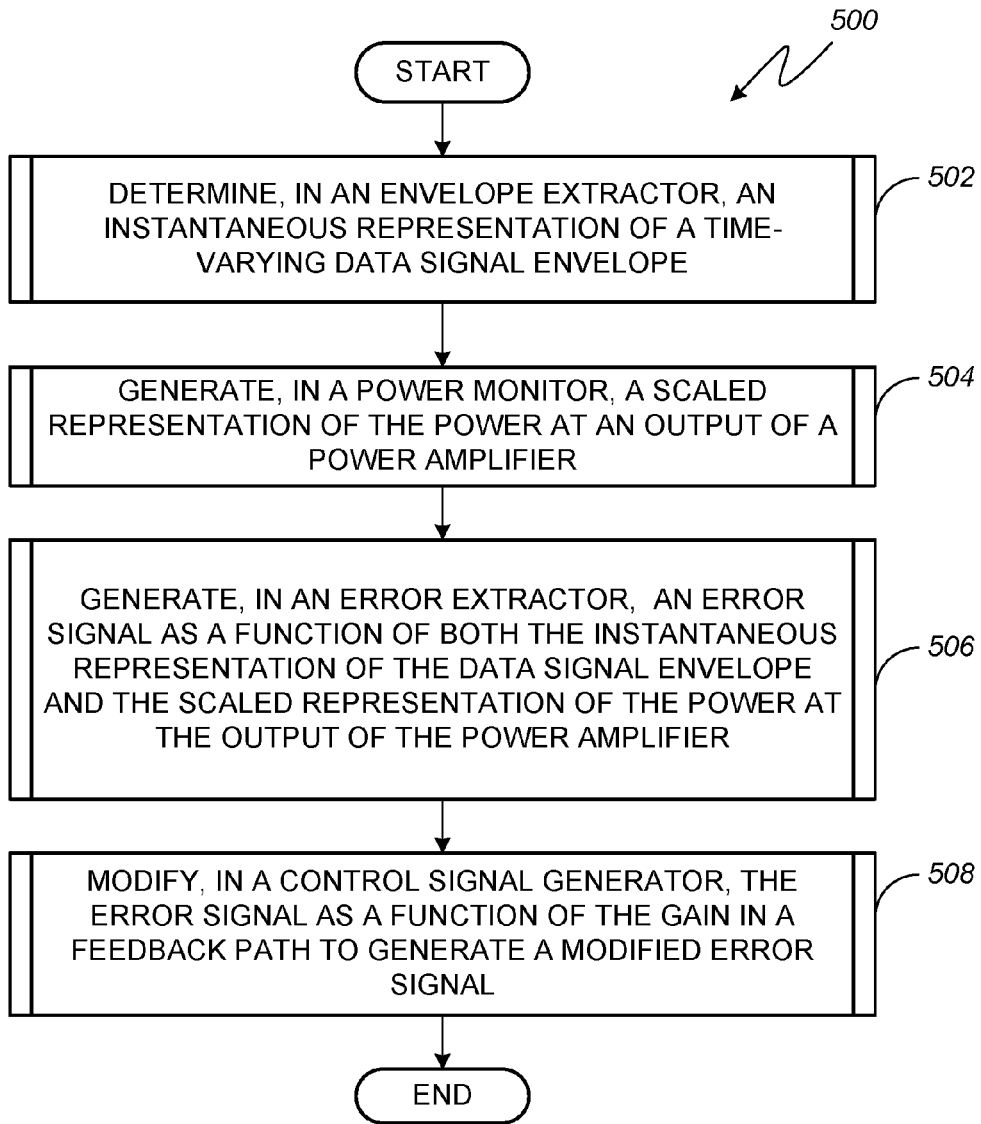 500
START
DETERMINE, IN AN ENVELOPE EXTRACTOR, AN
INSTANTANEOUS REPRESENTATION OF A TIME-
VARYING DATA SIGNAL ENVELOPE
502
GENERATE, IN A POWER MONITOR, A SCALED
REPRESENTATION OF THE POWER AT AN OUTPUT OF A
POWER AMPLIFIER
504
GENERATE, IN AN ERROR EXTRACTOR, AN ERROR
SIGNAL AS A FUNCTION OF BOTH THE INSTANTANEOUS
REPRESENTATION OF THE DATA SIGNAL ENVELOPE
AND THE SCALED REPRESENTATION OF THE POWER AT
THE OUTPUT OF THE POWER AMPLIFIER
506
MODIFY, IN A CONTROL SIGNAL GENERATOR, THE
ERROR SIGNAL AS A FUNCTION OF THE GAIN IN A
FEEDBACK PATH TO GENERATE A MODIFIED ERROR
SIGNAL
508
END